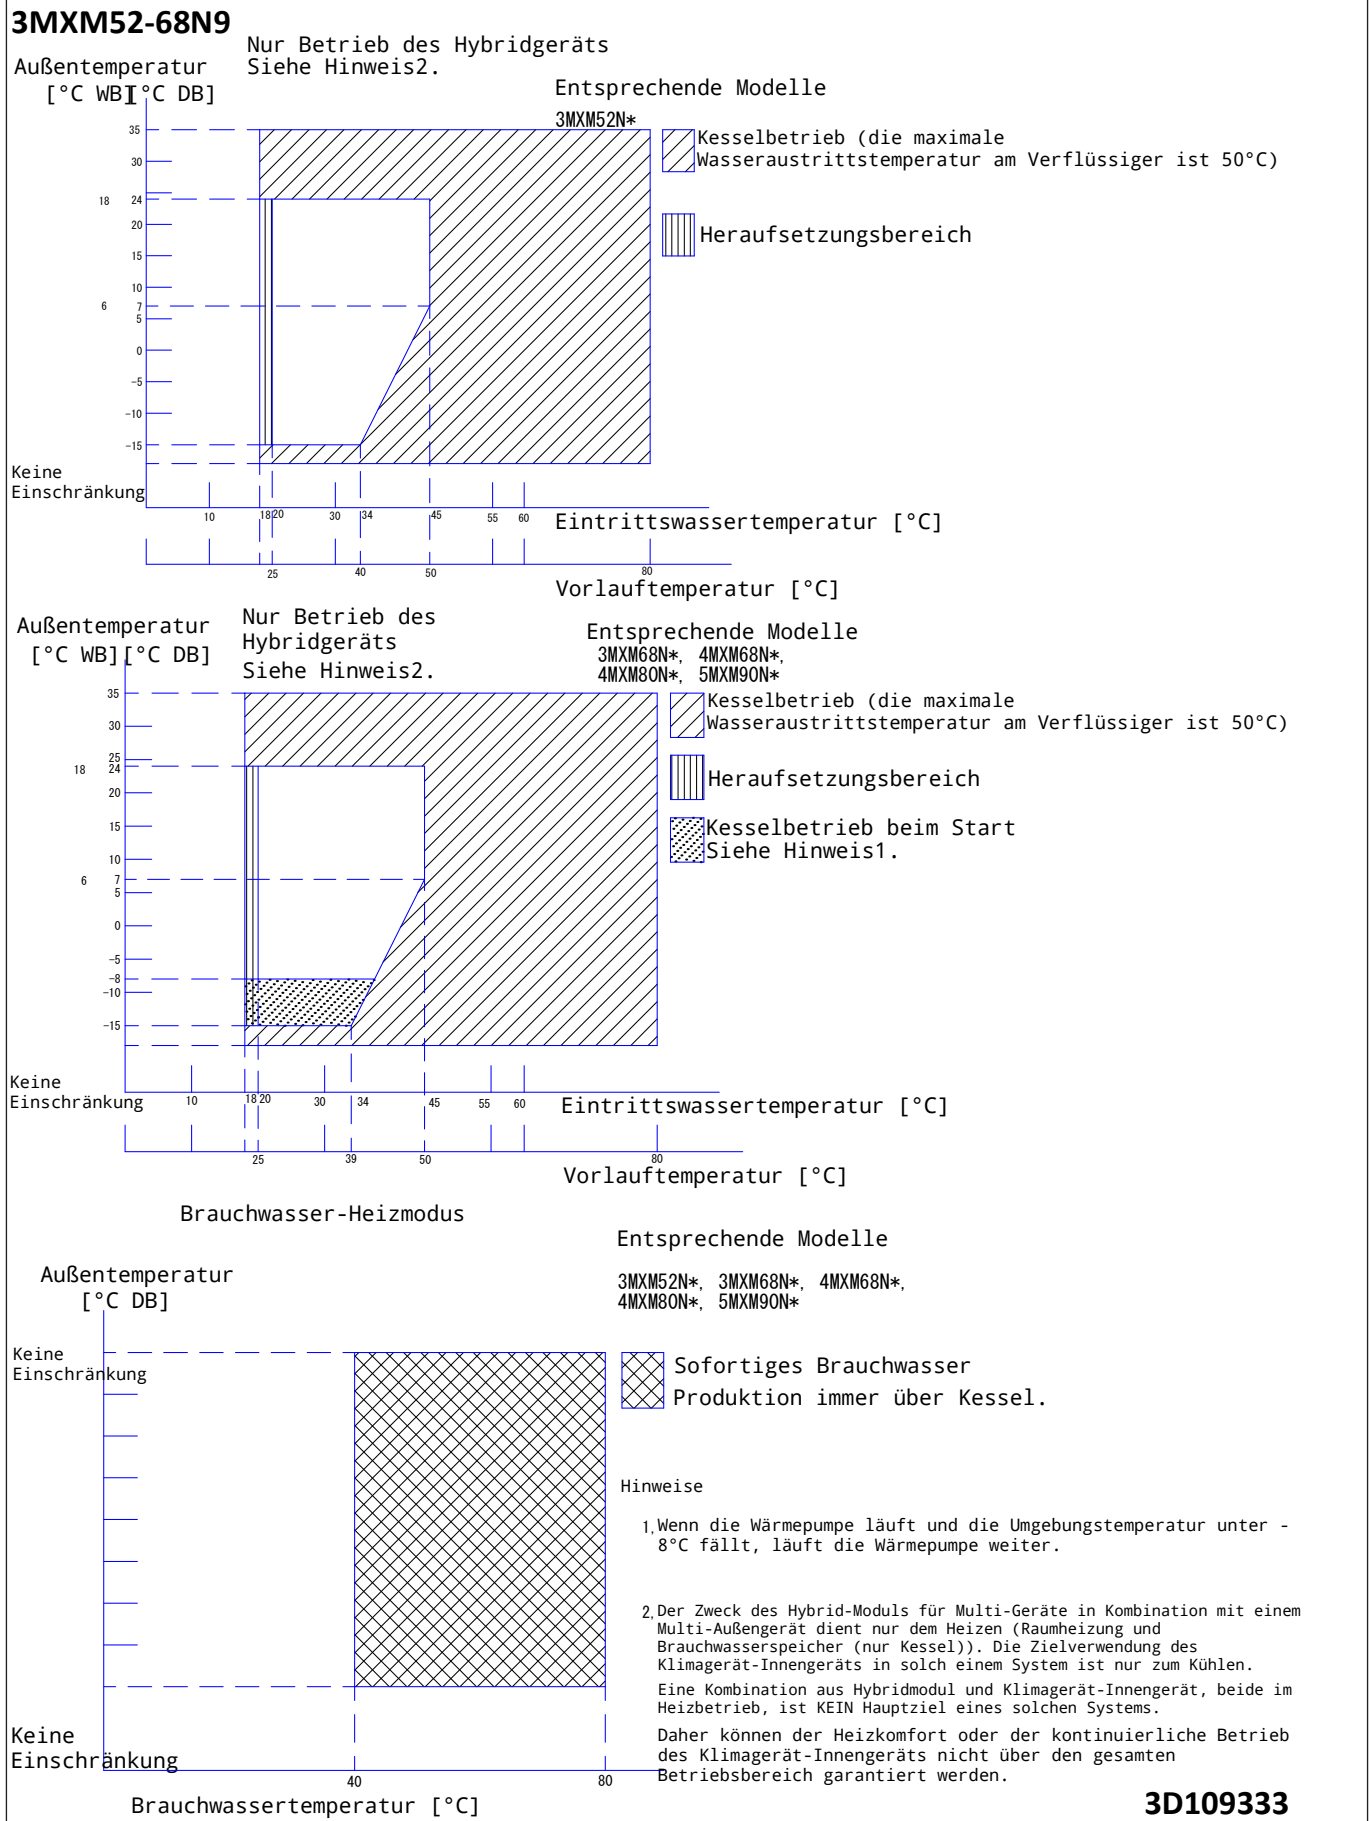 3MXM52-68N9
Nur Betrieb des Hybridgeräts
Siehe Hinweis2.
Außentemperatur
[°C WB][°C DB]
Entsprechende Modelle
3MXM52N*
Kesselbetrieb (die maximale
Wasseraustrittstemperatur am Verflüssiger ist 50°C)
Heraufsetzungsbereich
35
30
18 24
20
15
10
6 7
5
0
-5
-10
-15
Keine
Einschränkung
10 18 20 30 34 45 55 60
Eintrittswassertemperatur [°C]
25 40 50 80
Vorlauftemperatur [°C]
Außentemperatur
[°C WB][°C DB]
Nur Betrieb des
Hybridgeräts
Siehe Hinweis2.
Entsprechende Modelle
3MXM68N*, 4MXM68N*,
4MXM80N*, 5MXM90N*
Kesselbetrieb (die maximale
Wasseraustrittstemperatur am Verflüssiger ist 50°C)
Heraufsetzungsbereich
Kesselbetrieb beim Start
Siehe Hinweis1.
35
30
25
18 24
20
15
10
6 7
5
0
-5
-8
-10
-15
Keine
Einschränkung
10 18 20 30 34 45 55 60
Eintrittswassertemperatur [°C]
25 39 50 80
Vorlauftemperatur [°C]
Brauchwasser-Heizmodus
Entsprechende Modelle
3MXM52N*, 3MXM68N*, 4MXM68N*,
4MXM80N*, 5MXM90N*
Außentemperatur
[°C DB]
Keine
Einschränkung
Sofortiges Brauchwasser
Produktion immer über Kessel.
Hinweise
1, Wenn die Wärmepumpe läuft und die Umgebungstemperatur unter -
8°C fällt, läuft die Wärmepumpe weiter.
2, Der Zweck des Hybrid-Moduls für Multi-Geräte in Kombination mit einem
Multi-Außengerät dient nur dem Heizen (Raumheizung und
Brauchwasserspeicher (nur Kessel)). Die Zielverwendung des
Klimagerät-Innengeräts in solch einem System ist nur zum Kühlen.
Eine Kombination aus Hybridmodul und Klimagerät-Innengerät, beide im
Heizbetrieb, ist KEIN Hauptziel eines solchen Systems.
Daher können der Heizkomfort oder der kontinuierliche Betrieb
des Klimagerät-Innengeräts nicht über den gesamten
Betriebsbereich garantiert werden.
Keine
Einschränkung
40 80
Brauchwassertemperatur [°C]
3D109333